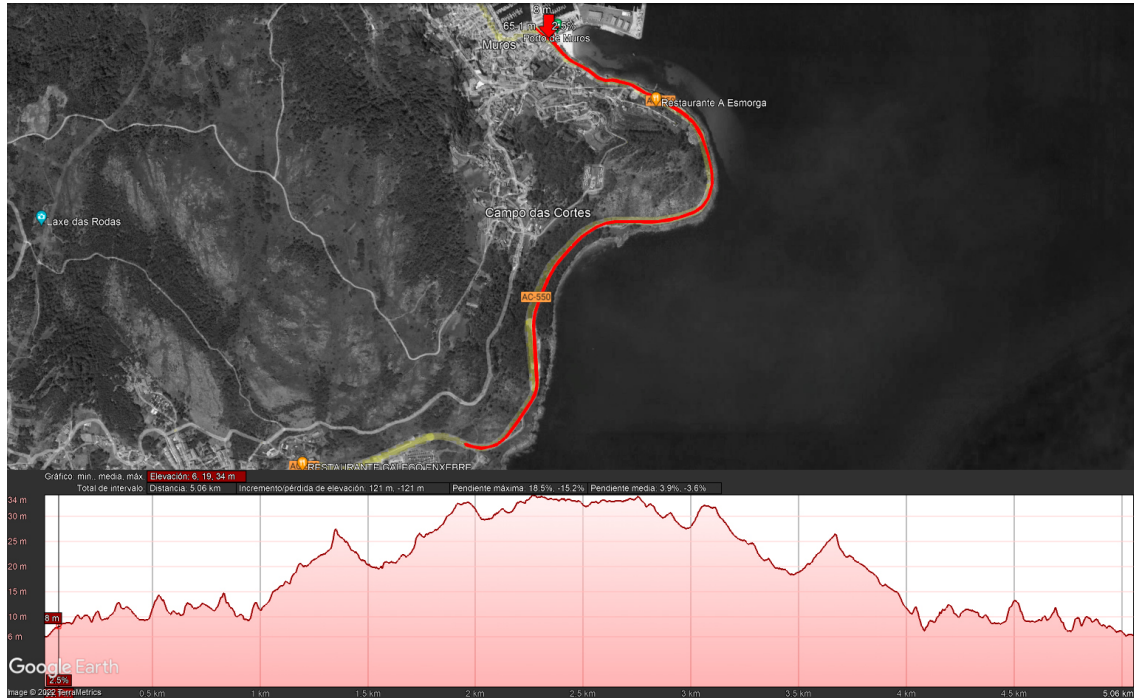 8 m
65.1 m 2.5%
Porto de Muros
Muros
Restaurante A Esmorga
Laxe das Rodas
Campo das Cortes
AC-550
RESTAURANTE GALEGO ENXEBRE
Gráfico: mín., media, máx. Elevación: 6, 19, 34 m
Total de intervalo: Distancia: 5.06 km Incremento/pérdida de elevación: 121 m, -121 m Pendiente máxima: 18.5%, -15.2% Pendiente media: 3.9%, -3.6%
34 m
30 m
25 m
20 m
15 m
10 m
8 m
6 m
Google Earth
2.5%
Image © 2022 TerraMetrics
0.5 km 1 km 1.5 km 2 km 2.5 km 3 km 3.5 km 4 km 4.5 km 5.06 km